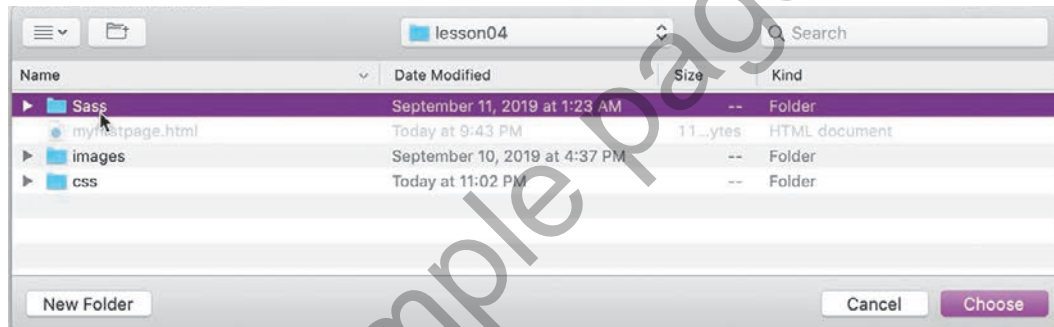 lesson04 Search
Name Date Modified Size Kind
Sass September 11, 2019 at 1:23 AM -- Folder
myfirstpage.html Today at 9:43 PM 11...ytes HTML document
images September 10, 2019 at 4:37 PM -- Folder
css Today at 11:02 PM -- Folder
New Folder Cancel Choose